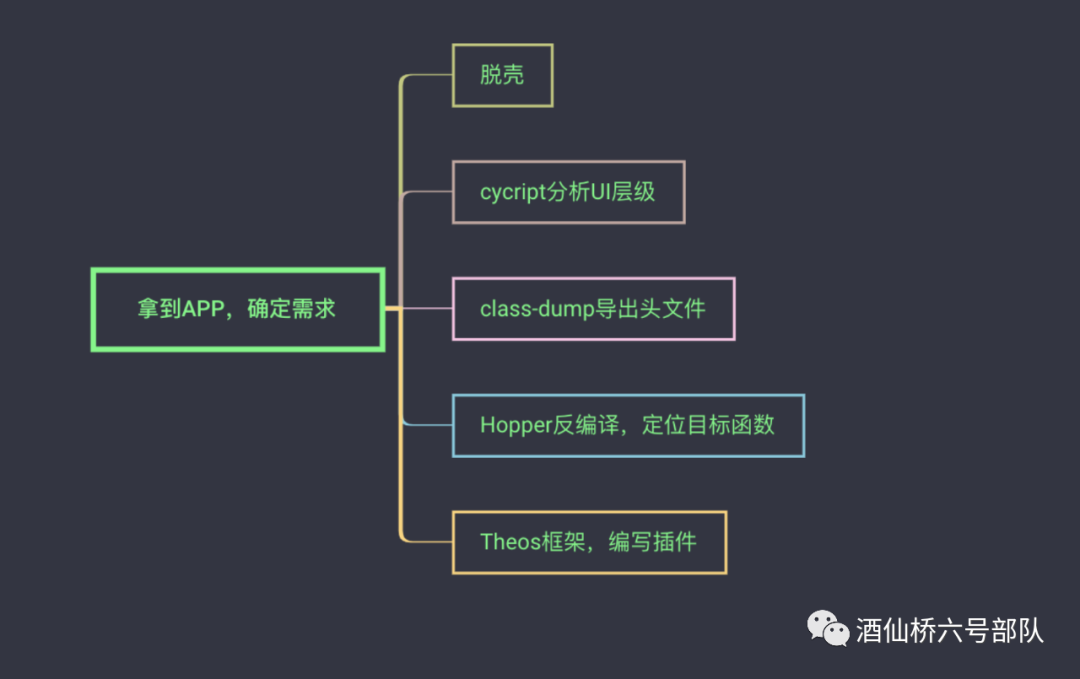 脱壳
cycript分析UI层级
拿到APP，确定需求
class-dump导出头文件
Hopper反编译，定位目标函数
Theos框架，编写插件
酒仙桥六号部队